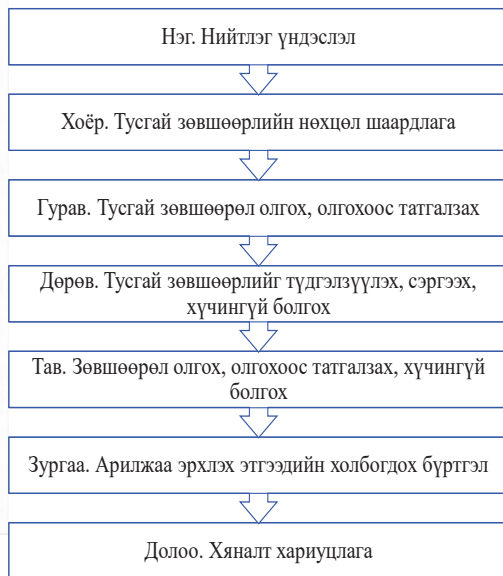 Нэг. Нийтлэг үндэслэл
Хоёр. Тусгай зөвшөөрлийн нөхцөл шаардлага
Гурав. Тусгай зөвшөөрөл олгох, олгохоос татгалзах
Дөрөв. Тусгай зөвшөөрлийг түдгэлзүүлэх, сэргээх,
хүчингүй болгох
Тав. Зөвшөөрөл олгох, олгохоос татгалзах, хүчингүй
болгох
Зургаа. Арилжаа эрхлэх этгээдийн холбогдох бүртгэл
Долоо. Хяналт хариуцлага